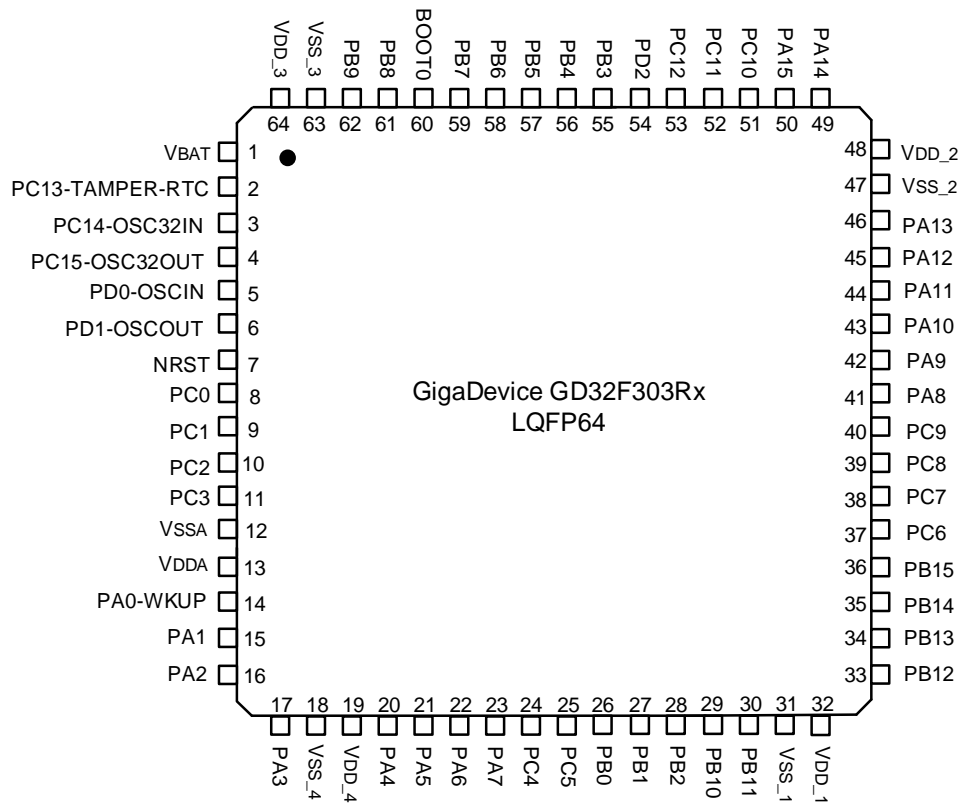 VDD_3
VSS_3
PB9
PB8
BOOT0
PB7
PB6
PB5
PB4
PB3
PD2
PC12
PC11
PC10
PA15
PA14
64 63 62 61 60 59 58 57 56 55 54 53 52 51 50 49
VBAT 1
PC13-TAMPER-RTC 2
PC14-OSC32IN 3
PC15-OSC32OUT 4
PD0-OSCIN 5
PD1-OSCOUT 6
NRST 7
PC0 8
PC1 9
PC2 10
PC3 11
VSSA 12
VDDA 13
PA0-WKUP 14
PA1 15
PA2 16
GigaDevice GD32F303Rx
LQFP64
48 VDD_2
47 VSS_2
46 PA13
45 PA12
44 PA11
43 PA10
42 PA9
41 PA8
40 PC9
39 PC8
38 PC7
37 PC6
36 PB15
35 PB14
34 PB13
33 PB12
17 18 19 20 21 22 23 24 25 26 27 28 29 30 31 32
PA3
VSS_4
VDD_4
PA4
PA5
PA6
PA7
PC4
PC5
PB0
PB1
PB2
PB10
PB11
VSS_1
VDD_1